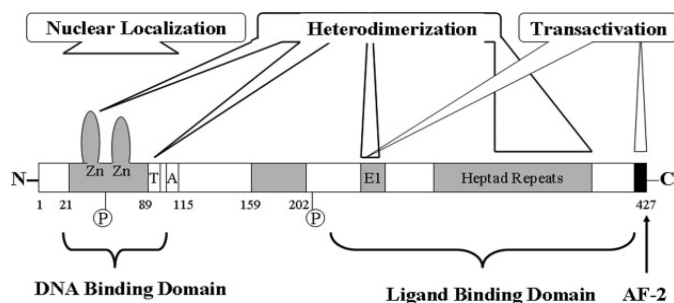 Nuclear Localization Heterodimerization Transactivation
N Zn Zn T A E1 Heptad Repeats C
1 21 89 115 159 202 427
P P
DNA Binding Domain Ligand Binding Domain AF-2